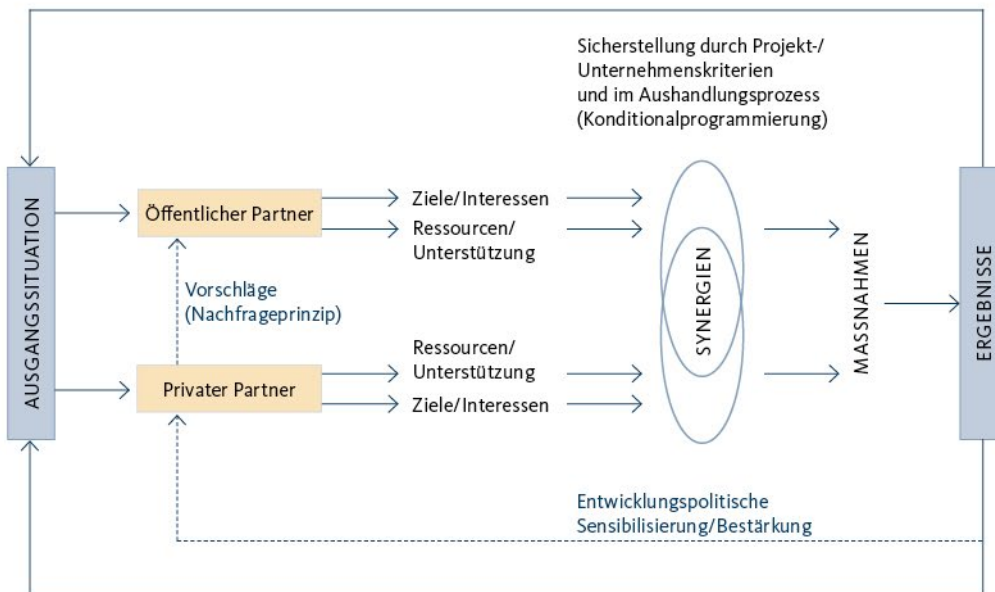 Sicherstellung durch Projekt-/
Unternehmenskriterien
und im Aushandlungsprozess
(Konditionalprogrammierung)
AUSGANGSSITUATION
Öffentlicher Partner
Ziele/Interessen
Ressourcen/
Unterstützung
Vorschläge
(Nachfrageprinzip)
Privater Partner
Ressourcen/
Unterstützung
Ziele/Interessen
SYNERGIEN
MASSNAHMEN
ERGEBNISSE
Entwicklungspolitische
Sensibilisierung/Bestärkung